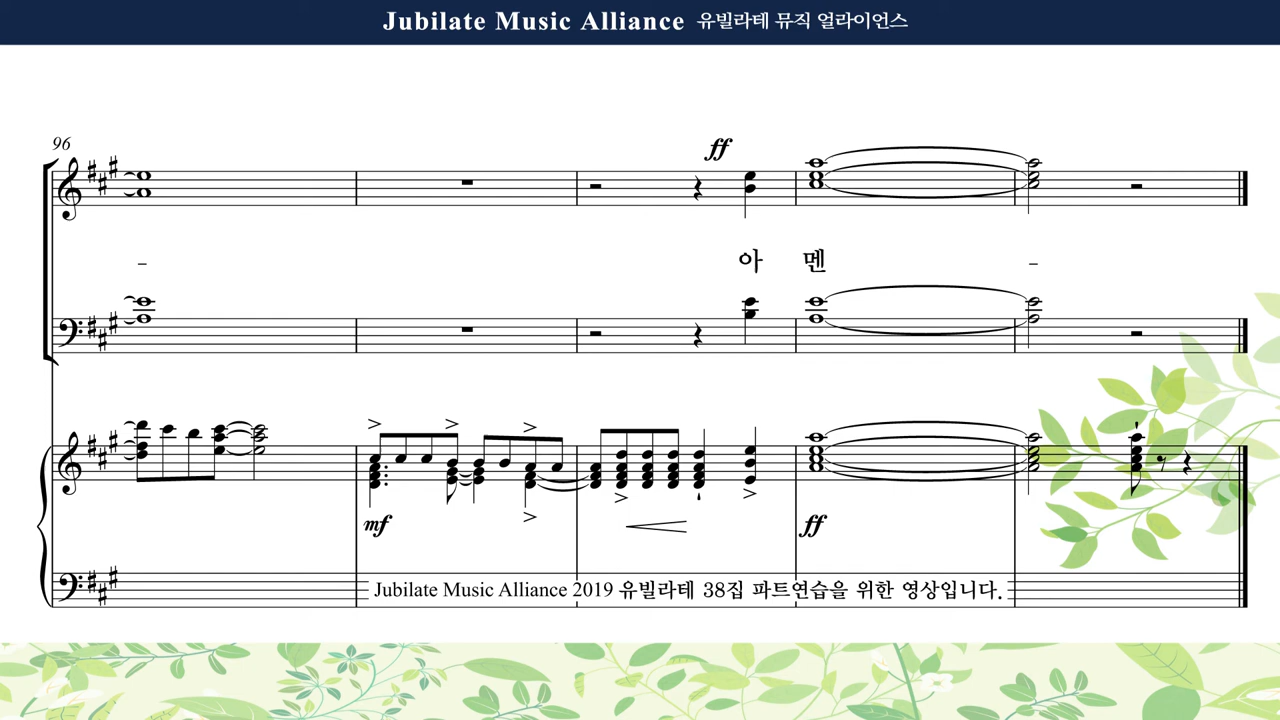 Jubilate Music Alliance 유빌라테 뮤직 얼라이언스
96
ff
- 아 멘 -
mf ff
Jubilate Music Alliance 2019 유빌라테 38집 파트연습을 위한 영상입니다.